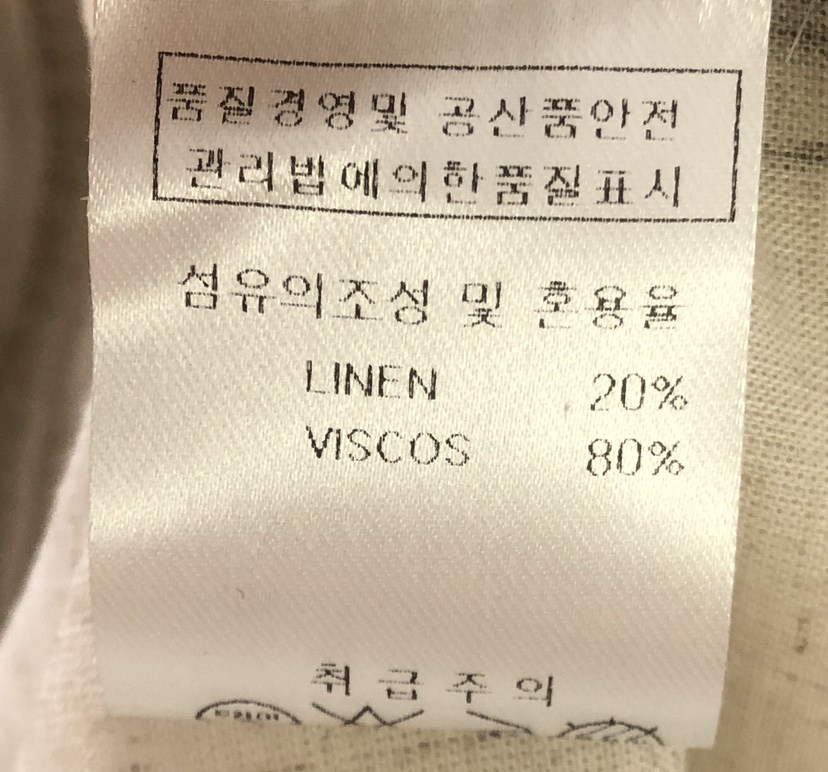 품질경영및 공산품안전
관리법에의한품질표시
섬유의조성 및 혼용율
LINEN 20%
VISCOS 80%
취급주의